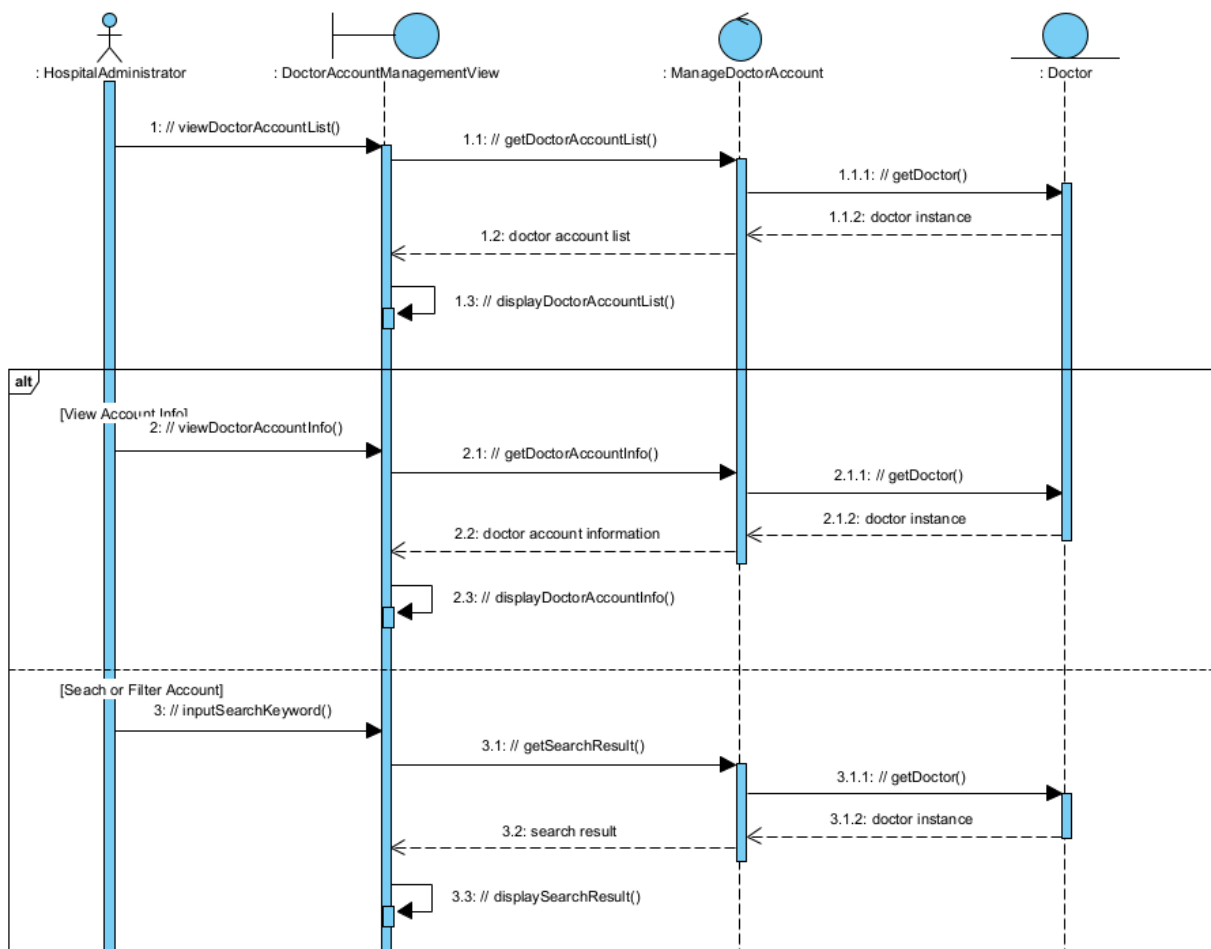 : HospitalAdministrator
: DoctorAccountManagementView
: ManageDoctorAccount
: Doctor
1: // viewDoctorAccountList()
1.1: // getDoctorAccountList()
1.1.1: // getDoctor()
1.1.2: doctor instance
1.2: doctor account list
1.3: // displayDoctorAccountList()
alt
[View Account Info]
2: // viewDoctorAccountInfo()
2.1: // getDoctorAccountInfo()
2.1.1: // getDoctor()
2.1.2: doctor instance
2.2: doctor account information
2.3: // displayDoctorAccountInfo()
[Seach or Filter Account]
3: // inputSearchKeyword()
3.1: // getSearchResult()
3.1.1: // getDoctor()
3.1.2: doctor instance
3.2: search result
3.3: // displaySearchResult()